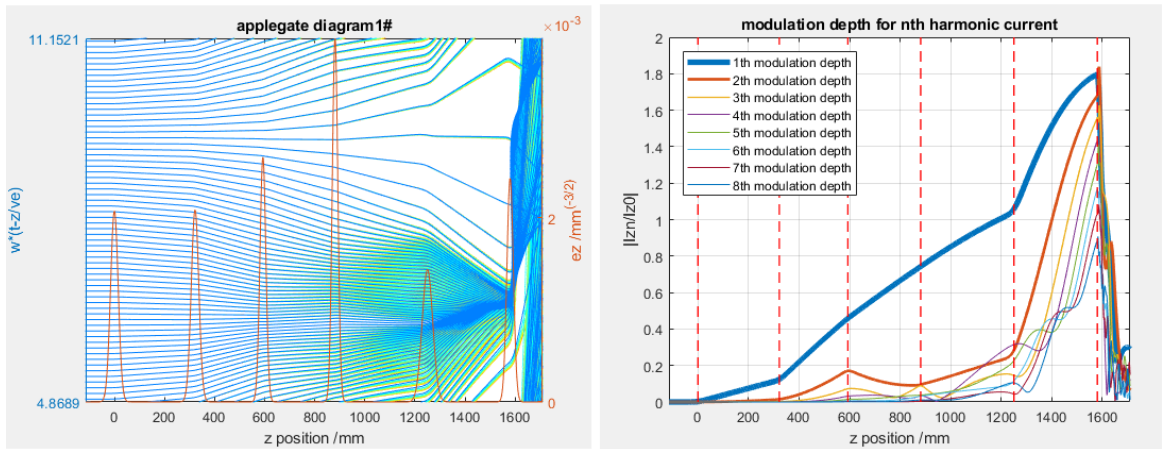 applegate diagram1#
11.1521
4.8689
w*(t-z/ve)
0 200 400 600 800 1000 1200 1400 1600
z position /mm
×10^-3
2
0
ez /mm^(-3/2)
modulation depth for nth harmonic current
2
1.8
1.6
1.4
1.2
1
0.8
0.6
0.4
0.2
0
|Izn/Iz0|
1th modulation depth
2th modulation depth
3th modulation depth
4th modulation depth
5th modulation depth
6th modulation depth
7th modulation depth
8th modulation depth
0 200 400 600 800 1000 1200 1400 1600
z position /mm